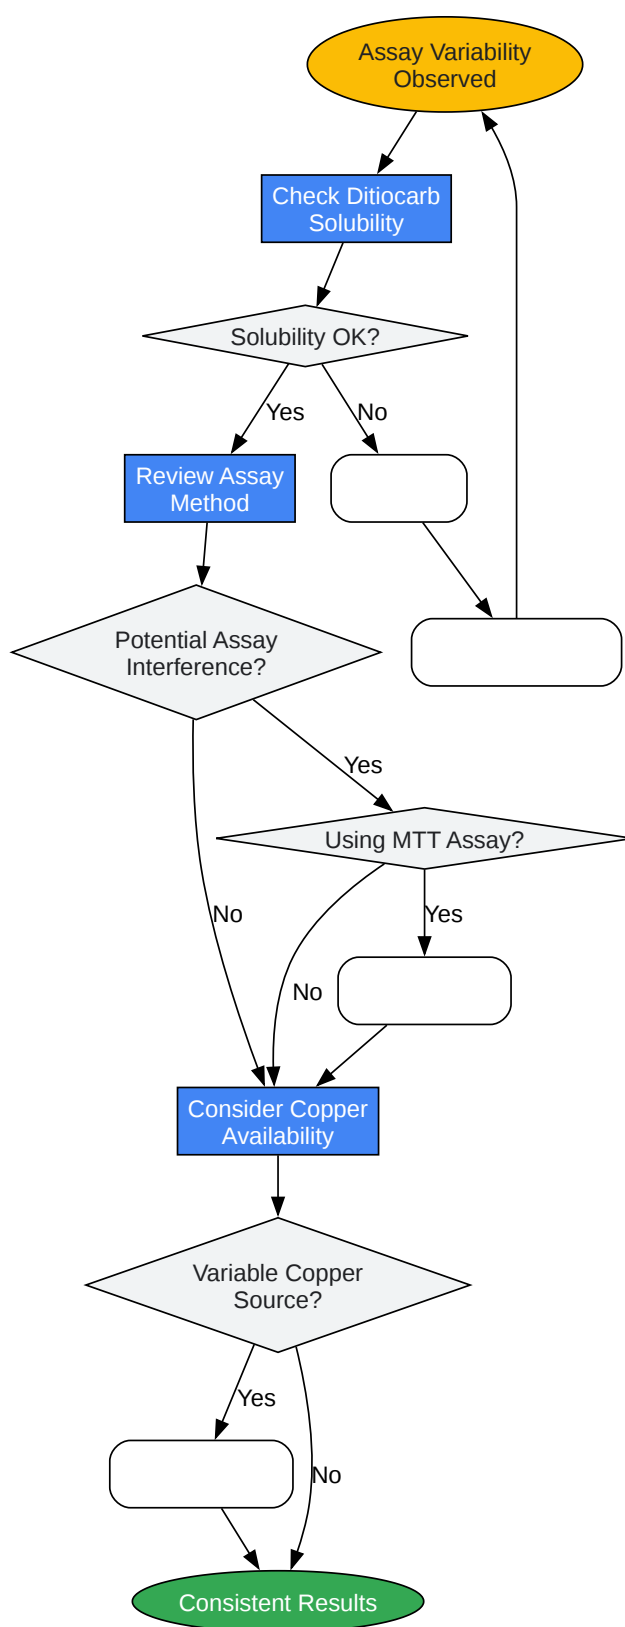 Assay Variability
Observed
Check Ditiocarb
Solubility
Solubility OK?
Yes
No
Review Assay
Method
Potential Assay
Interference?
Yes
Using MTT Assay?
No
Yes
No
Consider Copper
Availability
Variable Copper
Source?
Yes
No
Consistent Results